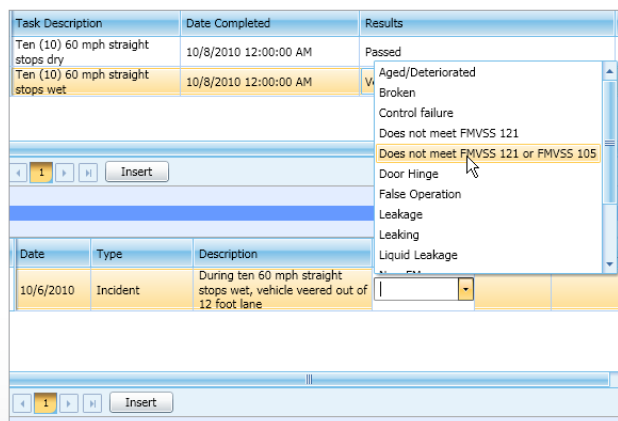 Task Description Date Completed Results
Ten (10) 60 mph straight
stops dry
10/8/2010 12:00:00 AM Passed
Ten (10) 60 mph straight
stops wet
10/8/2010 12:00:00 AM
Aged/Deteriorated
Broken
Control failure
Does not meet FMVSS 121
Does not meet FMVSS 121 or FMVSS 105
Door Hinge
False Operation
Leakage
Leaking
Liquid Leakage
1 Insert
Date Type Description
10/6/2010 Incident
During ten 60 mph straight
stops wet, vehicle veered out of
12 foot lane
1 Insert